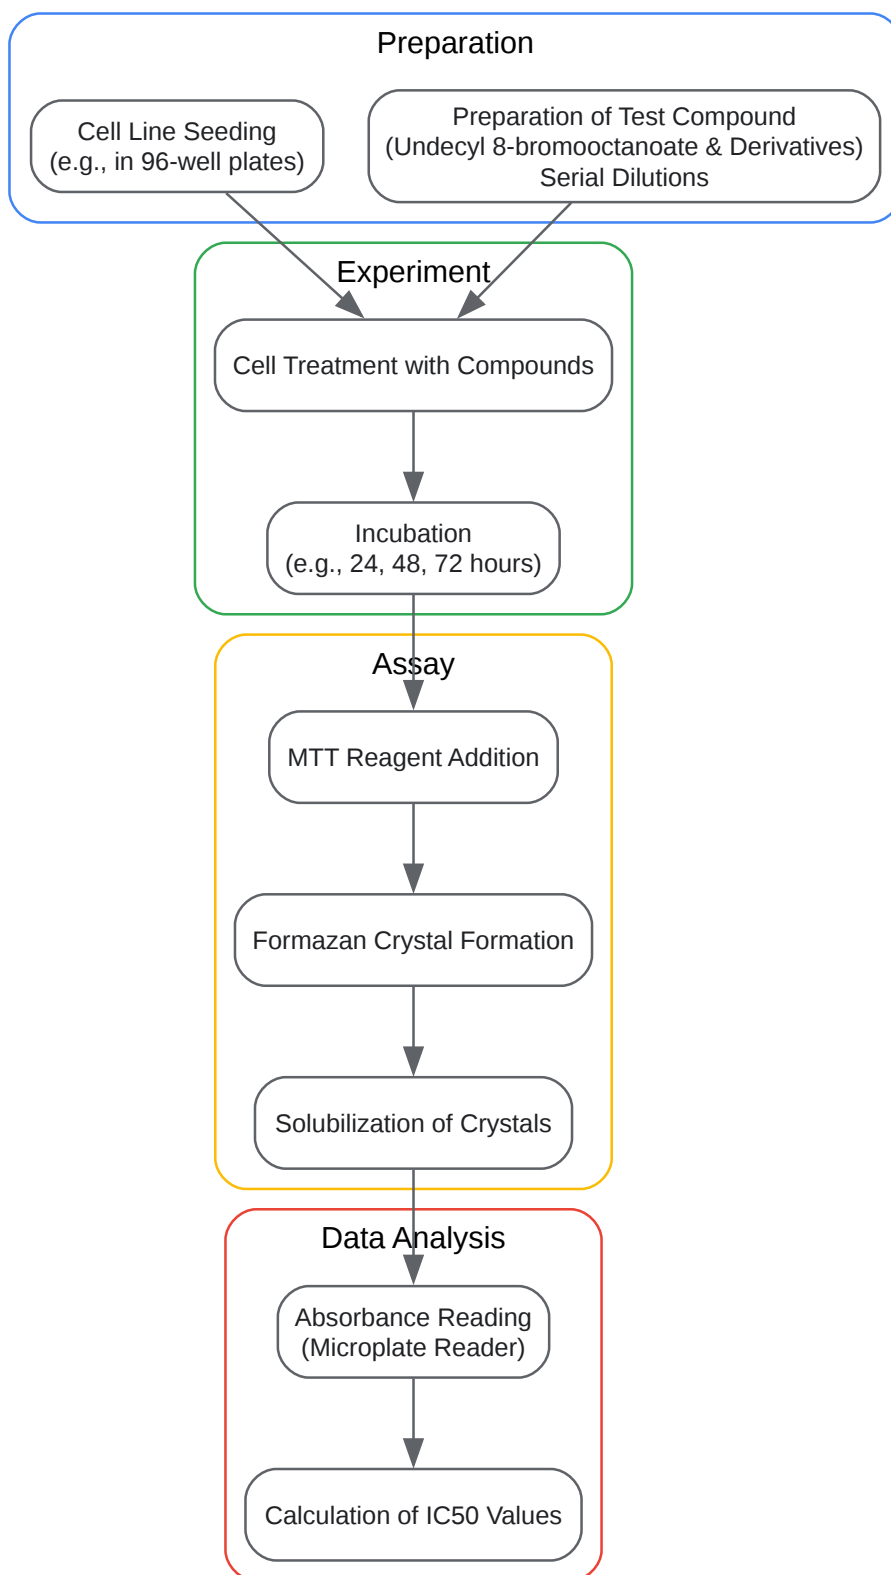 Preparation
Cell Line Seeding
(e.g., in 96-well plates)
Preparation of Test Compound
(Undecyl 8-bromooctanoate & Derivatives)
Serial Dilutions
Experiment
Cell Treatment with Compounds
Incubation
(e.g., 24, 48, 72 hours)
Assay
MTT Reagent Addition
Formazan Crystal Formation
Solubilization of Crystals
Data Analysis
Absorbance Reading
(Microplate Reader)
Calculation of IC50 Values